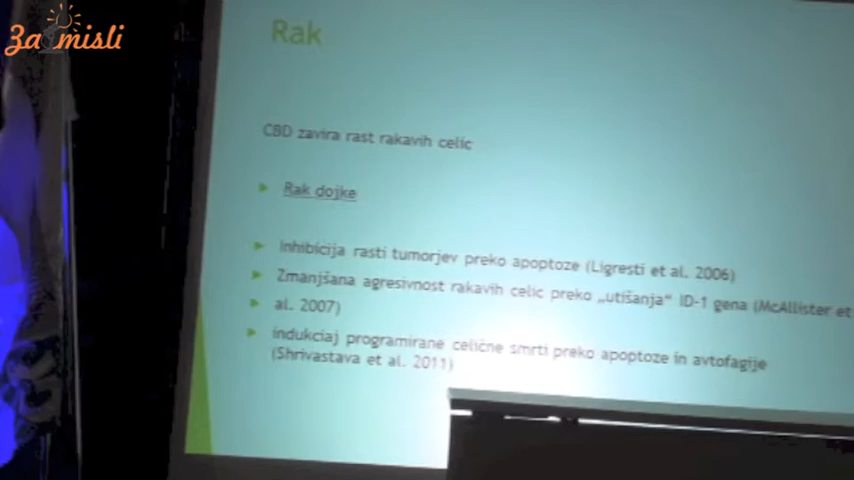 Za misli
Rak
CBD zavira rast rakavih celic
Rak dojke
Inhibicija rasti tumorjev preko apoptoze (Ligresti et al. 2006)
Zmanjšana agresivnost rakavih celic preko „utišanja“ ID-1 gena (McAllister et
al. 2007)
indukciaj programirane celične smrti preko apoptoze in avtofagije
(Shrivastava et al. 2011)